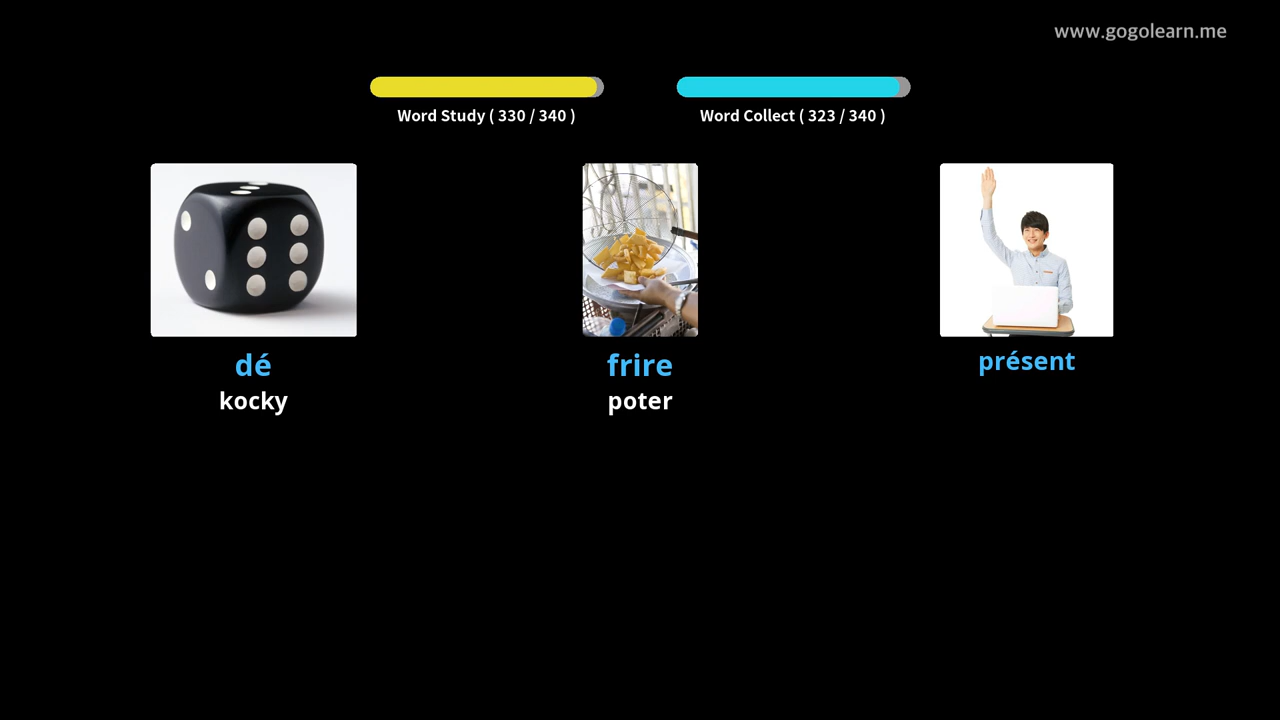 www.gogolearn.me
Word Study ( 330 / 340 )
Word Collect ( 323 / 340 )
dé
frire
présent
kocky
poter